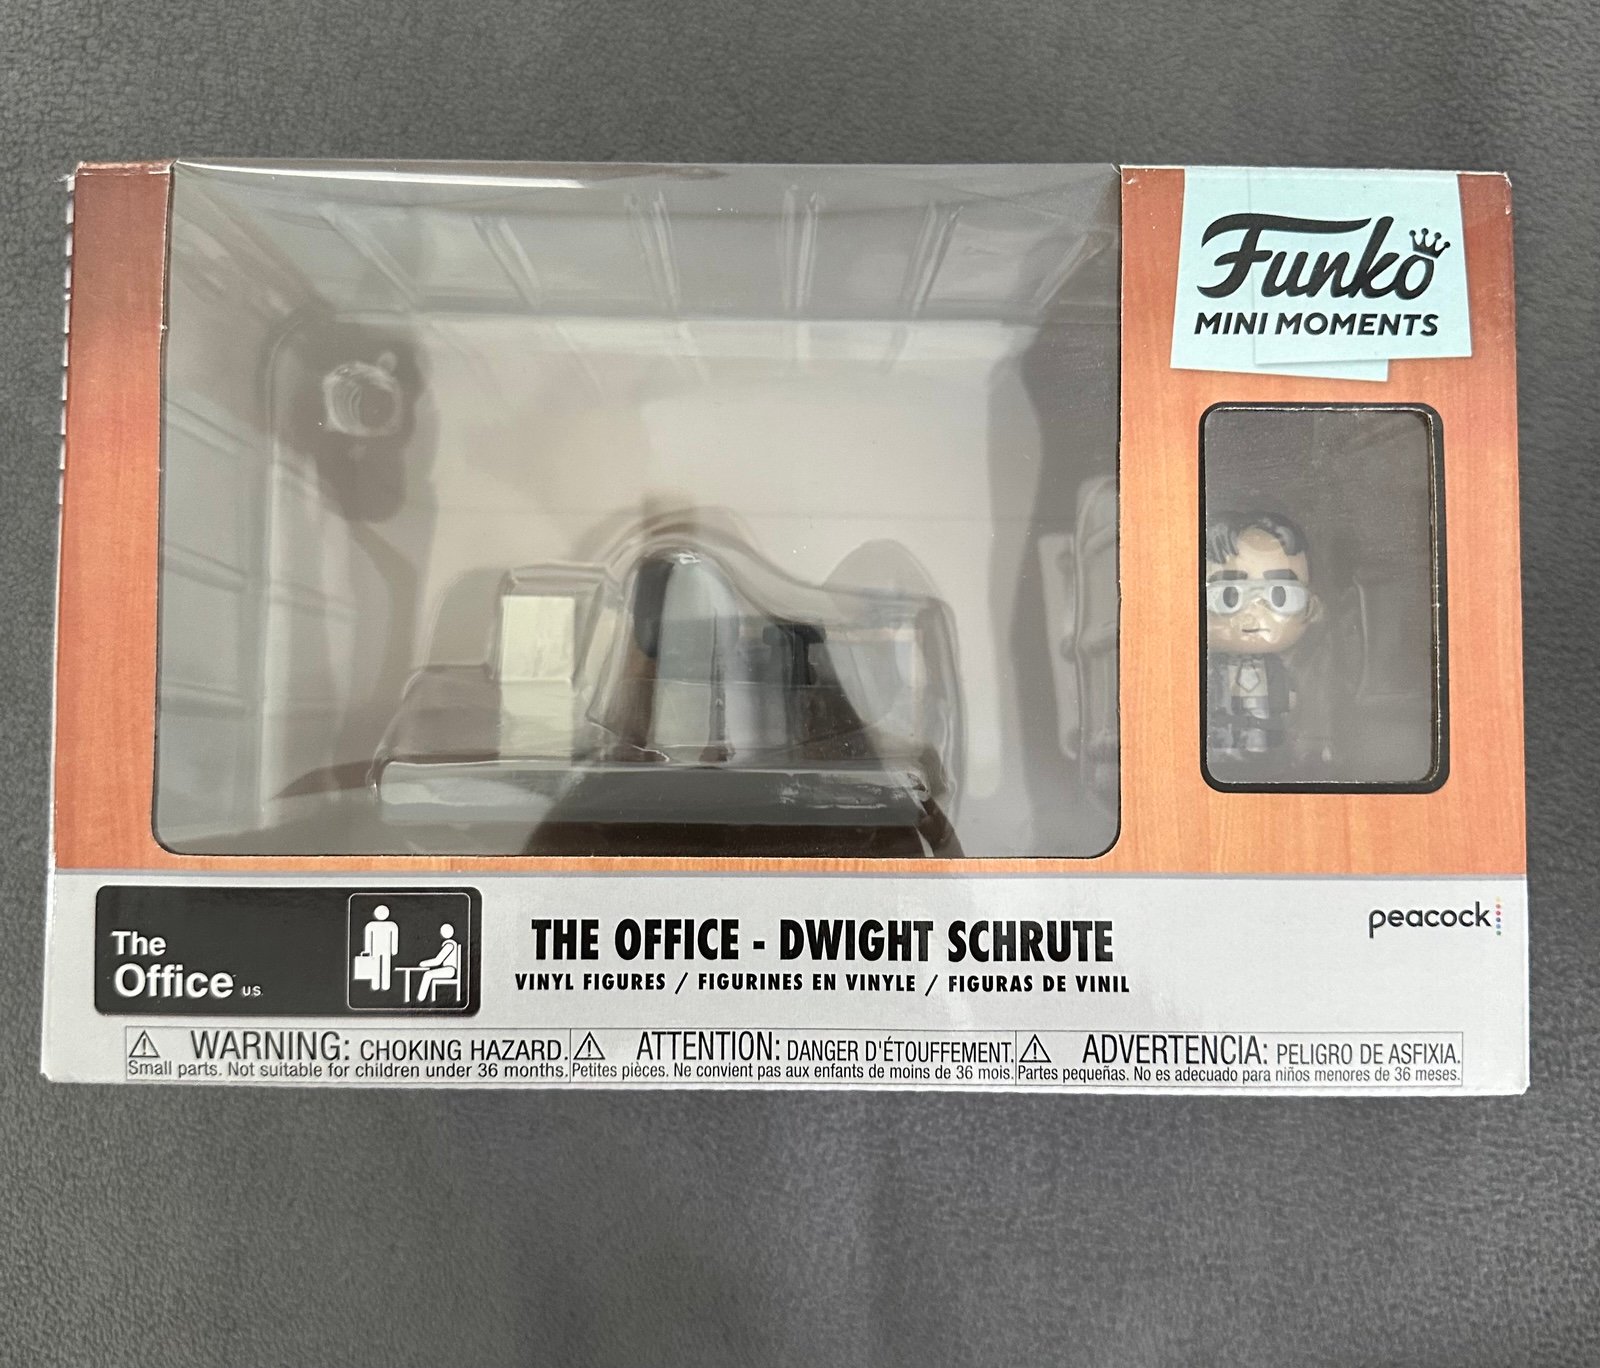 Funko
MINI MOMENTS
The
Office U.S.
THE OFFICE - DWIGHT SCHRUTE
VINYL FIGURES / FIGURINES EN VINYLE / FIGURAS DE VINIL
peacock
WARNING: CHOKING HAZARD.
Small parts. Not suitable for children under 36 months.
ATTENTION: DANGER D'ÉTOUFFEMENT.
Petites pièces. Ne convient pas aux enfants de moins de 36 mois.
ADVERTENCIA: PELIGRO DE ASFIXIA.
Partes pequeñas. No es adecuado para niños menores de 36 meses.